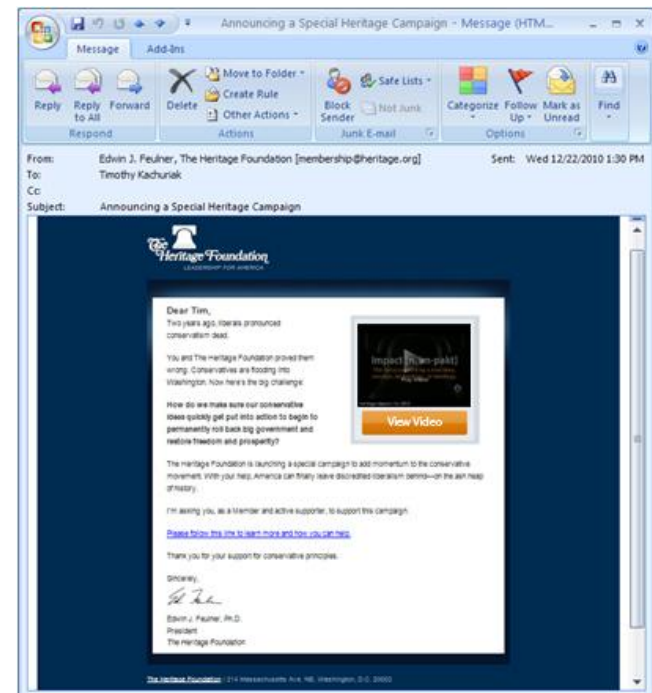 Announcing a Special Heritage Campaign - Message (HTM...
Message Add-Ins
Reply Reply to All Forward Delete Move to Folder Create Rule Other Actions Block Sender Safe Lists Not Junk Categorize Follow Up Mark as Unread Find
Respond Actions Junk E-mail Options
From: Edwin J. Feulner, The Heritage Foundation [membership@heritage.org] Sent: Wed 12/22/2010 1:30 PM
To: Timothy Kachuriak
Cc:
Subject: Announcing a Special Heritage Campaign
The Heritage Foundation
LEADERSHIP FOR AMERICA
Dear Tim,
Two years ago, liberals pronounced
conservatism dead.
You and The Heritage Foundation proved them
wrong. Conservatives are flooding into
Washington. Now here's the big challenge:
How do we make sure our conservative
ideas quickly get put into action to begin to
permanently roll back big government and
restore freedom and prosperity?
impact [n. im-pakt]
View Video
The Heritage Foundation is launching a special campaign to add momentum to the conservative
movement. With your help, America can finally leave discredited liberalism behind—on the ash heap
of history.
I'm asking you, as a Member and active supporter, to support this campaign.
Please follow this link to learn more and how you can help.
Thank you for your support for conservative principles.
Sincerely,
Edwin J. Feulner, Ph.D.
President
The Heritage Foundation
The Heritage Foundation | 214 Massachusetts Ave, NE, Washington, D.C. 20002